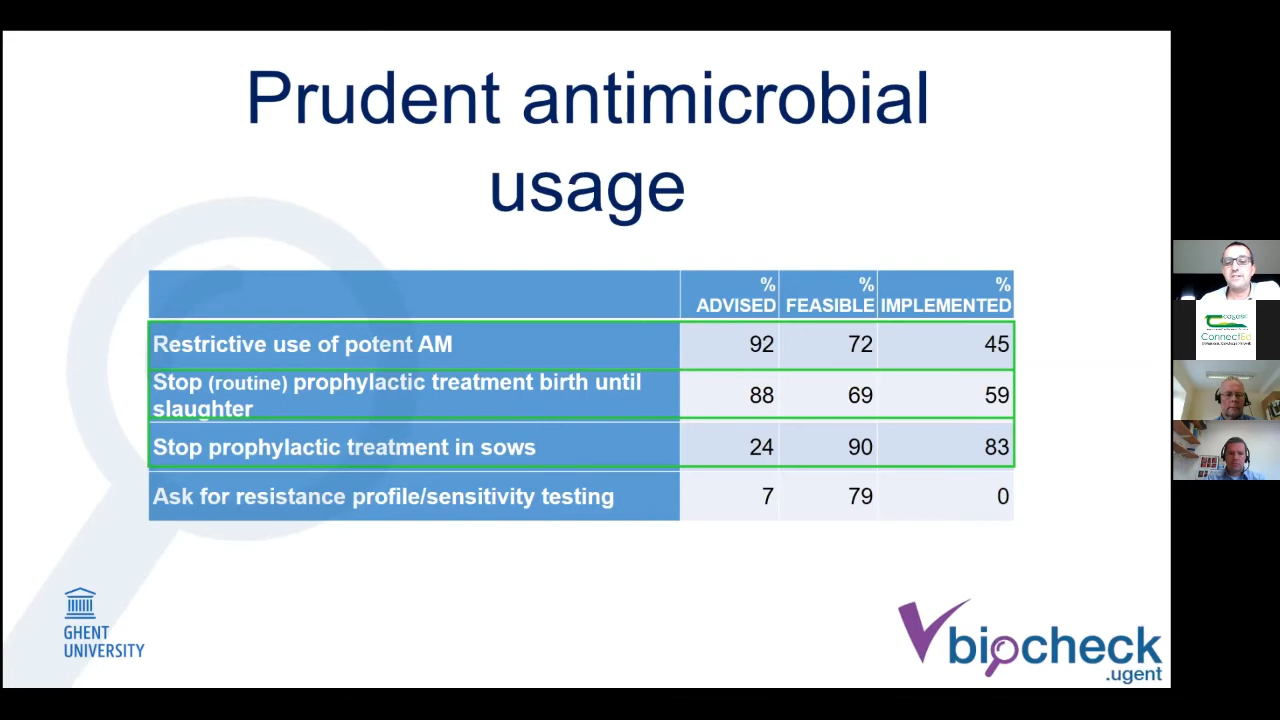 Prudent antimicrobial
usage
% ADVISED % FEASIBLE % IMPLEMENTED
Restrictive use of potent AM 92 72 45
Stop (routine) prophylactic treatment birth until
slaughter 88 69 59
Stop prophylactic treatment in sows 24 90 83
Ask for resistance profile/sensitivity testing 7 79 0
GHENT
UNIVERSITY
biocheck
.ugent
ConnectEd